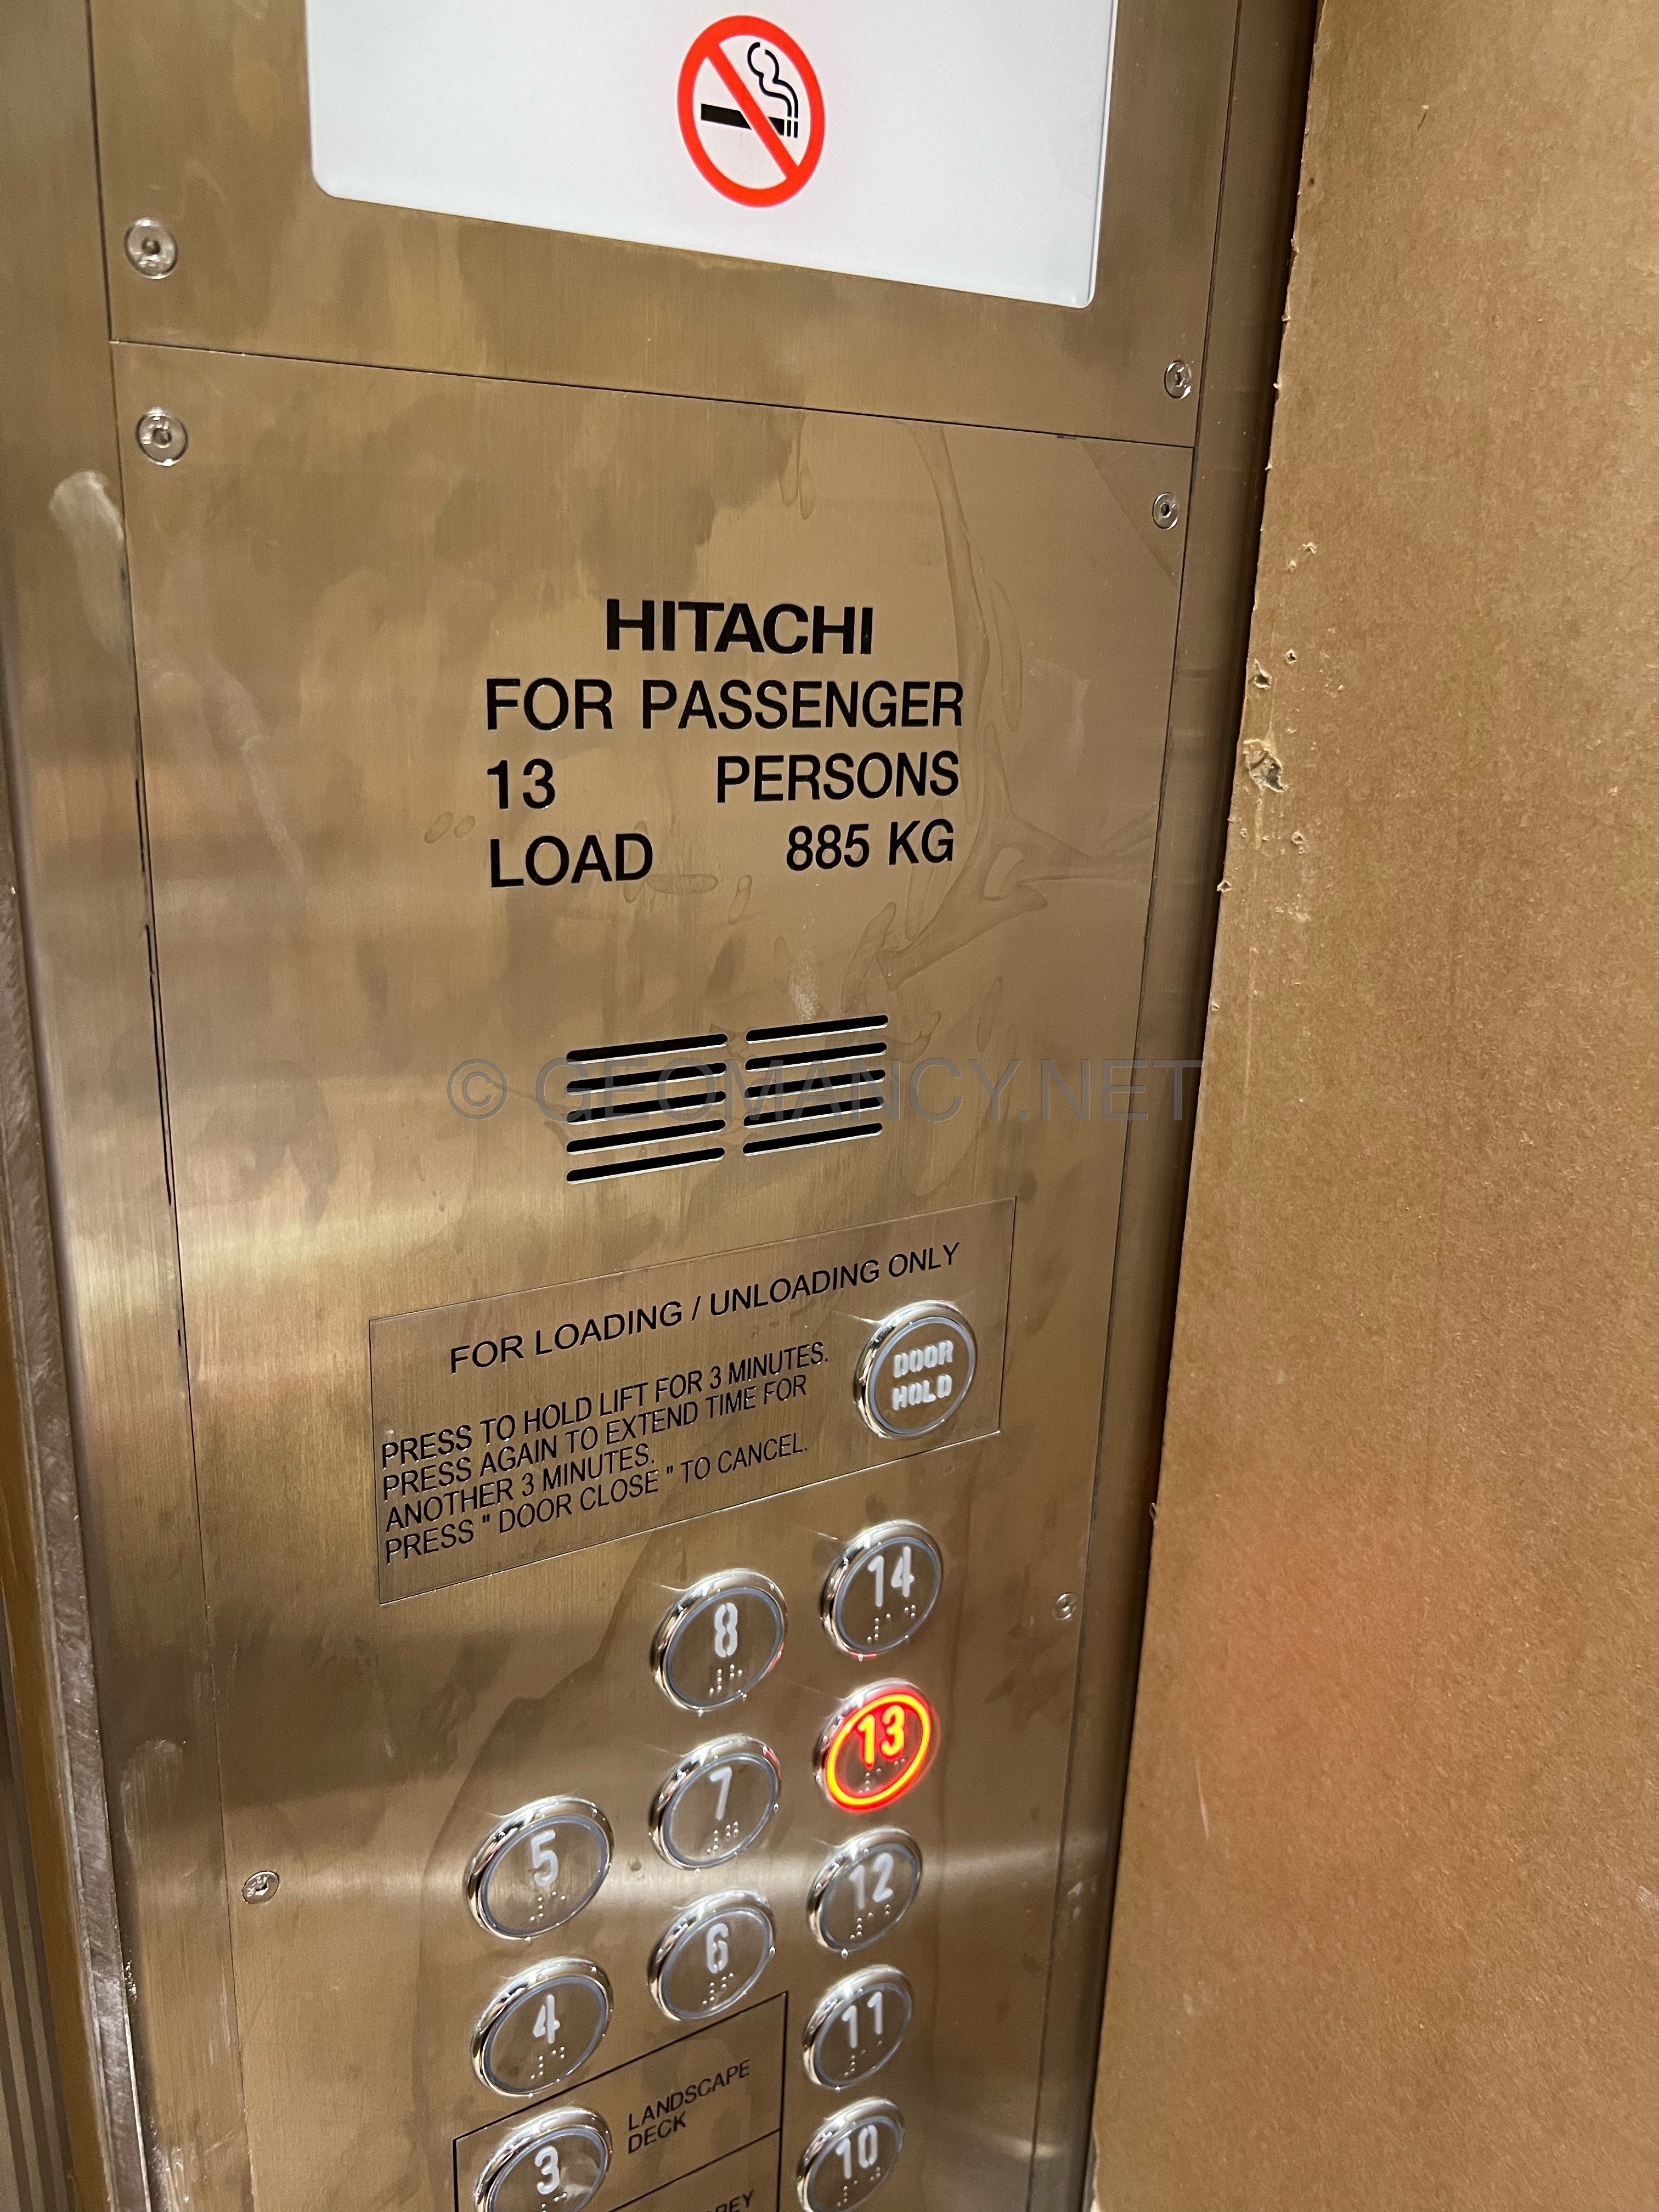 HITACHI
FOR PASSENGER
13 PERSONS
LOAD 885 KG
© GEOMANCY.NET
FOR LOADING / UNLOADING ONLY
PRESS TO HOLD LIFT FOR 3 MINUTES.
PRESS AGAIN TO EXTEND TIME FOR
ANOTHER 3 MINUTES.
PRESS " DOOR CLOSE " TO CANCEL.
DOOR
HOLD
14
8
13
7
5
12
6
4
11
LANDSCAPE
DECK
3
10